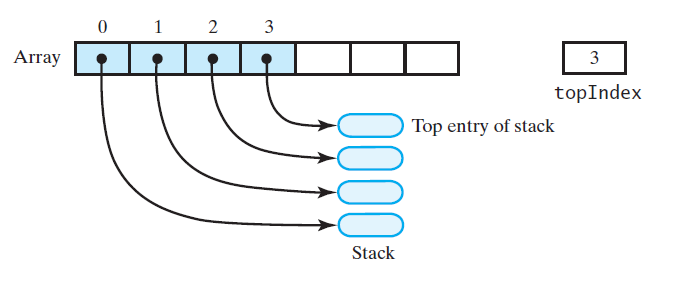 0 1 2 3
Array
3
topIndex
Top entry of stack
Stack